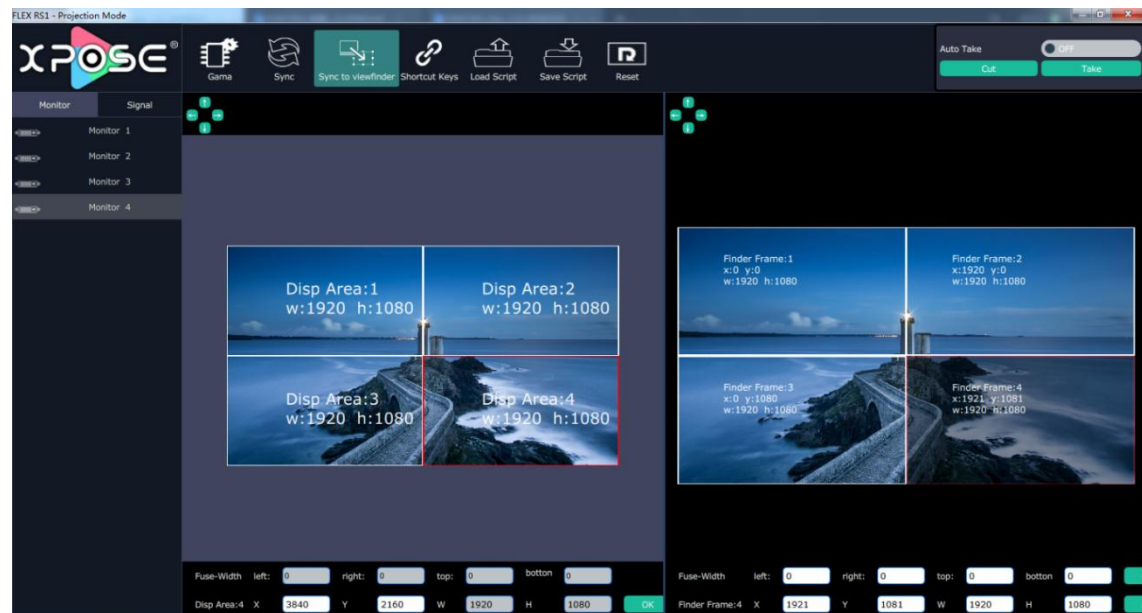 FLEX RS1 - Projection Mode
XPOSE®
Gama
Sync
Sync to viewfinder
Shortcut Keys
Load Script
Save Script
Reset
Auto Take
OFF
Cut
Take
Monitor
Signal
Monitor 1
Monitor 2
Monitor 3
Monitor 4
Disp Area:1
w:1920 h:1080
Disp Area:2
w:1920 h:1080
Disp Area:3
w:1920 h:1080
Disp Area:4
w:1920 h:1080
Finder Frame:1
x:0 y:0
w:1920 h:1080
Finder Frame:2
x:1920 y:0
w:1920 h:1080
Finder Frame:3
x:0 y:1080
w:1920 h:1080
Finder Frame:4
x:1921 y:1081
w:1920 h:1080
Fuse-Width left: 0 right: 0 top: 0 botton 0
Disp Area:4 X 3840 Y 2160 W 1920 H 1080 OK
Fuse-Width left: 0 right: 0 top: 0 botton 0
Finder Frame:4 X 1921 Y 1081 W 1920 H 1080